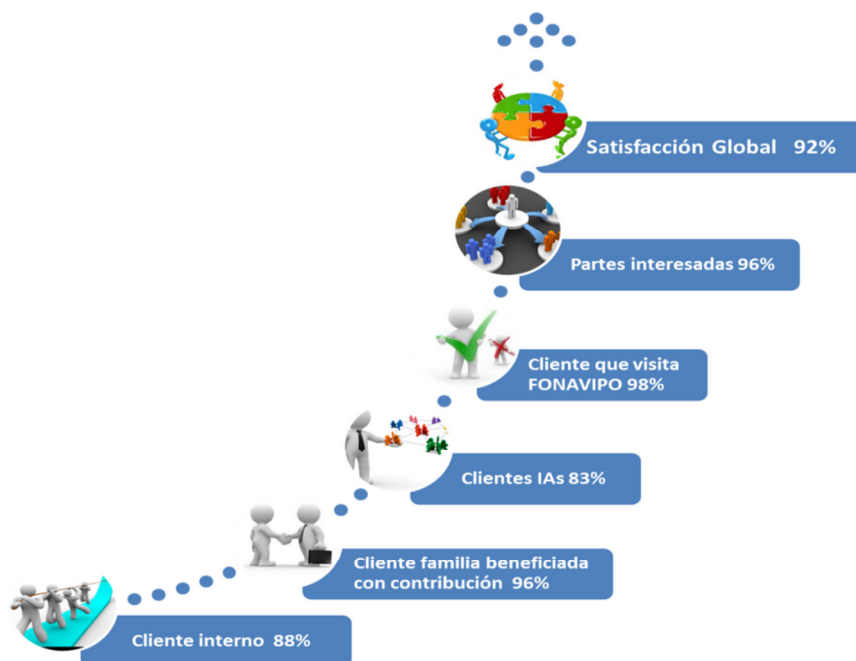 Satisfacción Global 92%
Partes interesadas 96%
Cliente que visita
FONAVIPO 98%
Clientes IAs 83%
Cliente familia beneficiada
con contribución 96%
Cliente interno 88%